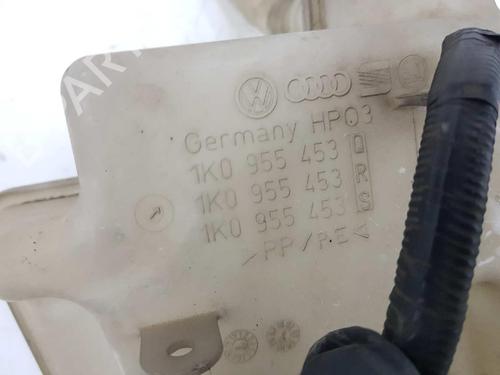 Germany HP03
1K0 955 453 Q
1K0 955 453 R
1K0 955 453 S
>PP/PE<